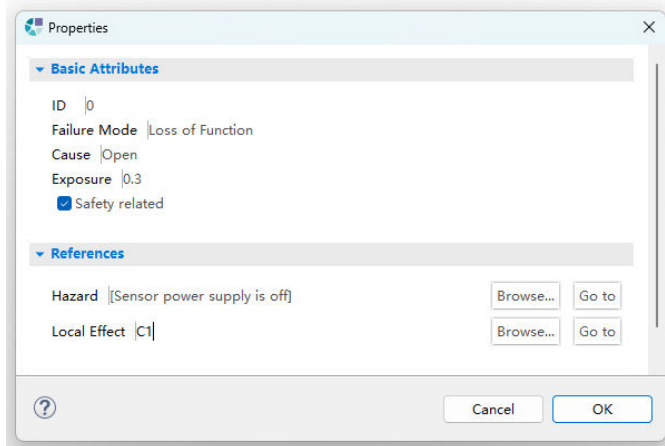 Properties
Basic Attributes
ID 0
Failure Mode Loss of Function
Cause Open
Exposure 0.3
Safety related
References
Hazard [Sensor power supply is off] Browse... Go to
Local Effect C1 Browse... Go to
? Cancel OK